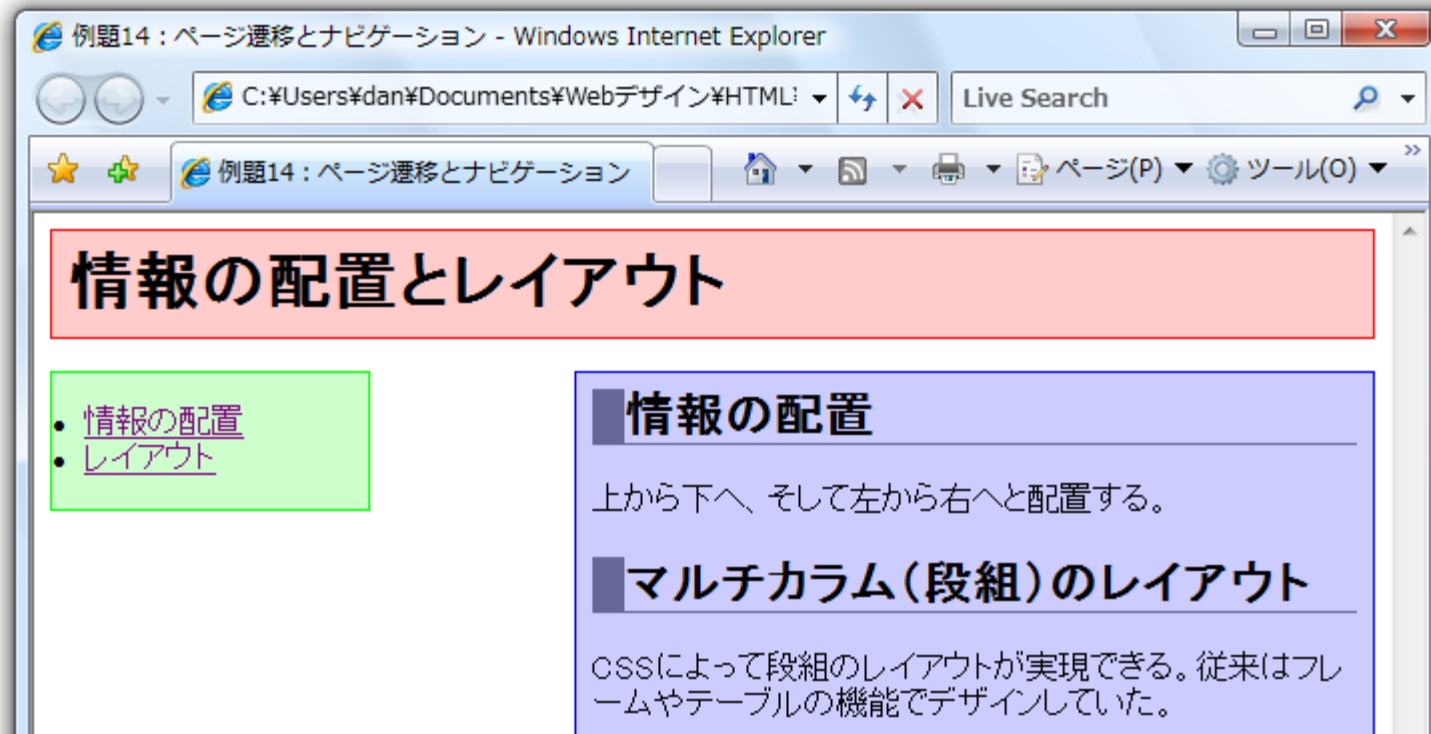 例題14：ページ遷移とナビゲーション - Windows Internet Explorer
C:¥Users¥dan¥Documents¥Webデザイン¥HTML
Live Search
例題14：ページ遷移とナビゲーション
ページ(P)
ツール(O)
情報の配置とレイアウト
情報の配置
レイアウト
情報の配置
上から下へ、そして左から右へと配置する。
マルチカラム（段組）のレイアウト
CSSによって段組のレイアウトが実現できる。従来はフレ
ームやテーブルの機能でデザインしていた。